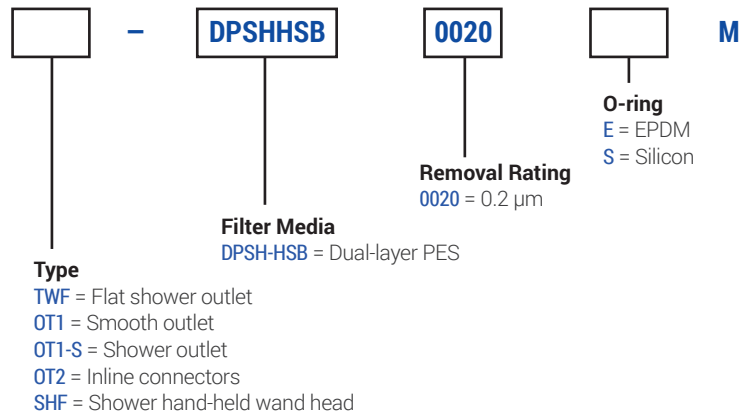 – DPSHHSB 0020 M
O-ring
E = EPDM
S = Silicon
Removal Rating
0020 = 0.2 µm
Filter Media
DPSH-HSB = Dual-layer PES
Type
TWF = Flat shower outlet
OT1 = Smooth outlet
OT1-S = Shower outlet
OT2 = Inline connectors
SHF = Shower hand-held wand head